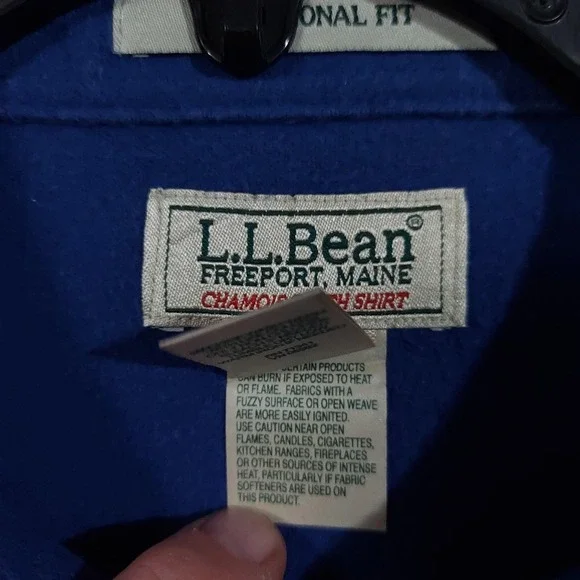 ONAL FIT
L.L.Bean®
FREEPORT, MAINE
CHAMOIS SHIRT
CERTAIN PRODUCTS
CAN BURN IF EXPOSED TO HEAT
OR FLAME. FABRICS WITH A
FUZZY SURFACE OR OPEN WEAVE
ARE MORE EASILY IGNITED.
USE CAUTION NEAR OPEN
FLAMES, CANDLES, CIGARETTES,
KITCHEN RANGES, FIREPLACES
OR OTHER SOURCES OF INTENSE
HEAT, PARTICULARLY IF FABRIC
SOFTENERS ARE USED ON
THIS PRODUCT.